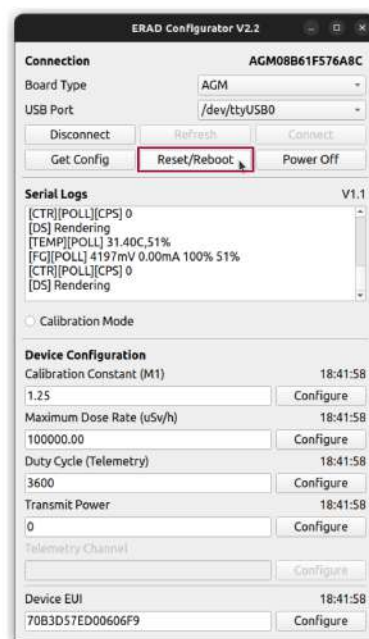 ERAD Configurator V2.2
Connection AGM08B61F576A8C
Board Type AGM
USB Port /dev/ttyUSB0
Disconnect Refresh Connect
Get Config Reset/Reboot Power Off
Serial Logs V1.1
[CTR][POLL][CPS] 0
[DS] Rendering
[TEMP][POLL] 31.40C,51%
[FG][POLL] 4197mV 0.00mA 100% 51%
[CTR][POLL][CPS] 0
[DS] Rendering
Calibration Mode
Device Configuration
Calibration Constant (M1) 18:41:58
1.25 Configure
Maximum Dose Rate (uSv/h) 18:41:58
100000.00 Configure
Duty Cycle (Telemetry) 18:41:58
3600 Configure
Transmit Power 18:41:58
0 Configure
Telemetry Channel
Configure
Device EUI 18:41:58
70B3D57ED00606F9 Configure